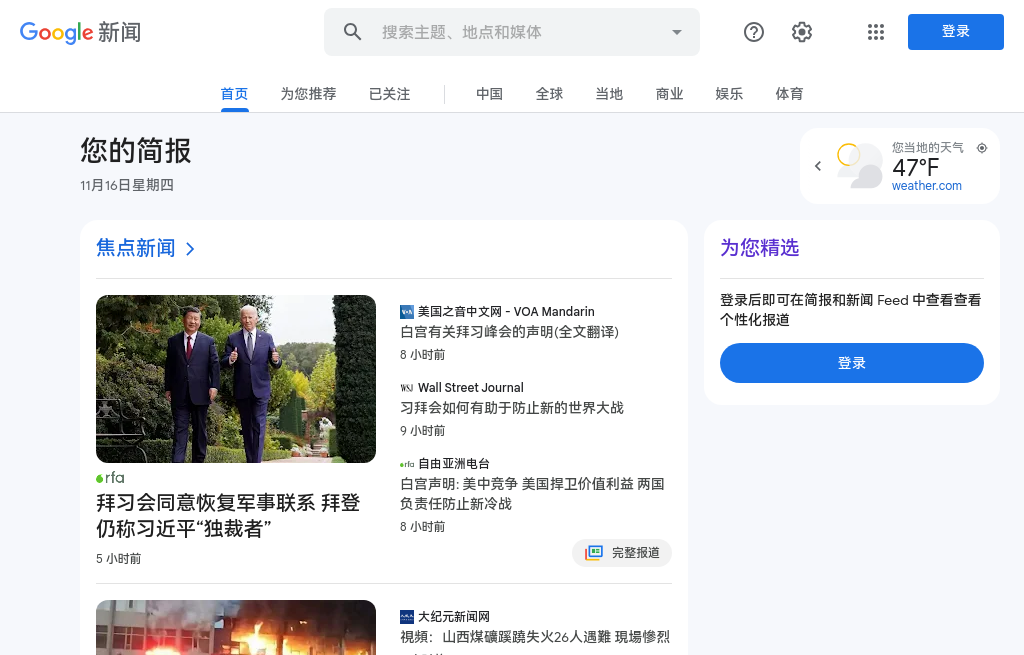 Google 新闻
搜索主题、地点和媒体
登录
首页
为您推荐
已关注
中国
全球
当地
商业
娱乐
体育
您的简报
11月16日星期四
您当地的天气
47°F
weather.com
焦点新闻
rfa
拜习会同意恢复军事联系 拜登
仍称习近平“独裁者”
5 小时前
美国之音中文网 - VOA Mandarin
白宫有关拜习峰会的声明(全文翻译)
8 小时前
WSJ Wall Street Journal
习拜会如何有助于防止新的世界大战
9 小时前
rfa 自由亚洲电台
白宫声明: 美中竞争 美国捍卫价值利益 两国
负责任防止新冷战
8 小时前
完整报道
大纪元新闻网
視頻：山西煤礦蹊蹺失火26人遇難 現場慘烈
为您精选
登录后即可在简报和新闻 Feed 中查看查看
个性化报道
登录